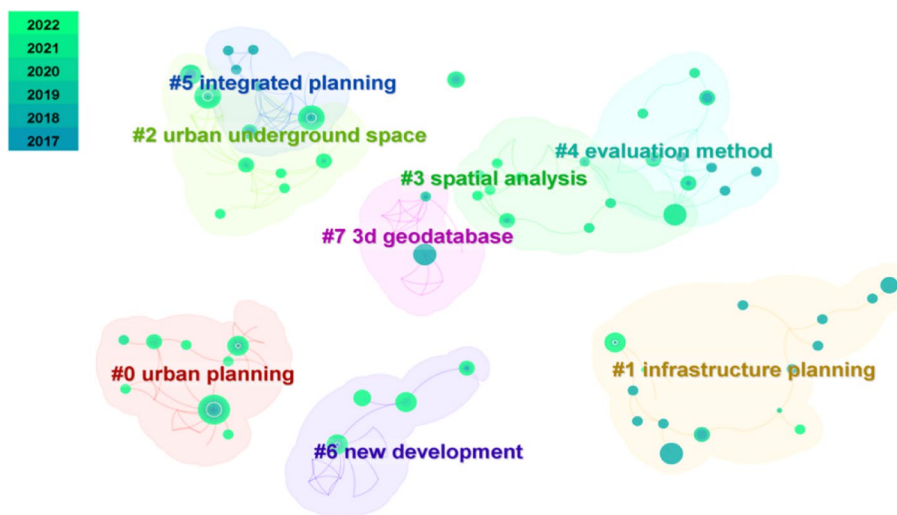 2022
2021
2020
2019
2018
2017
#5 integrated planning
#2 urban underground space
#4 evaluation method
#3 spatial analysis
#7 3d geodatabase
#0 urban planning
#1 infrastructure planning
#6 new development